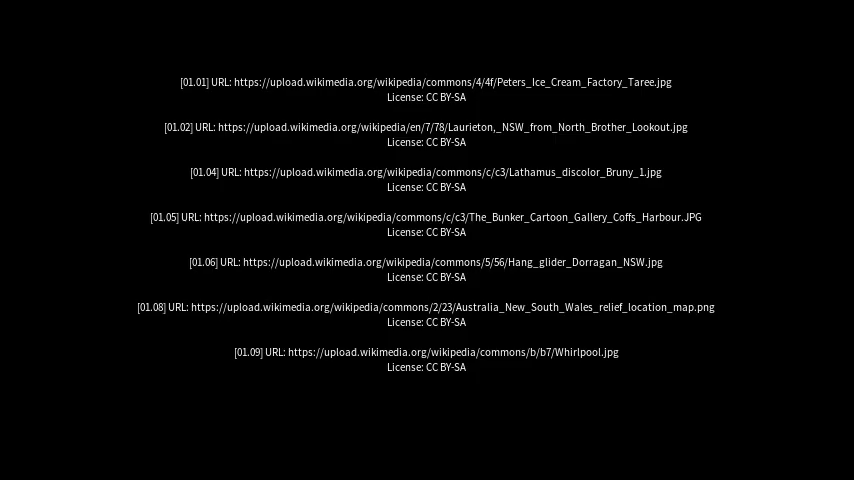 [01.01] URL: https://upload.wikimedia.org/wikipedia/commons/4/4f/Peters_Ice_Cream_Factory_Taree.jpg
License: CC BY-SA
[01.02] URL: https://upload.wikimedia.org/wikipedia/en/7/78/Laurieton,_NSW_from_North_Brother_Lookout.jpg
License: CC BY-SA
[01.04] URL: https://upload.wikimedia.org/wikipedia/commons/c/c3/Lathamus_discolor_Bruny_1.jpg
License: CC BY-SA
[01.05] URL: https://upload.wikimedia.org/wikipedia/commons/c/c3/The_Bunker_Cartoon_Gallery_Coffs_Harbour.JPG
License: CC BY-SA
[01.06] URL: https://upload.wikimedia.org/wikipedia/commons/5/56/Hang_glider_Dorragan_NSW.jpg
License: CC BY-SA
[01.08] URL: https://upload.wikimedia.org/wikipedia/commons/2/23/Australia_New_South_Wales_relief_location_map.png
License: CC BY-SA
[01.09] URL: https://upload.wikimedia.org/wikipedia/commons/b/b7/Whirlpool.jpg
License: CC BY-SA